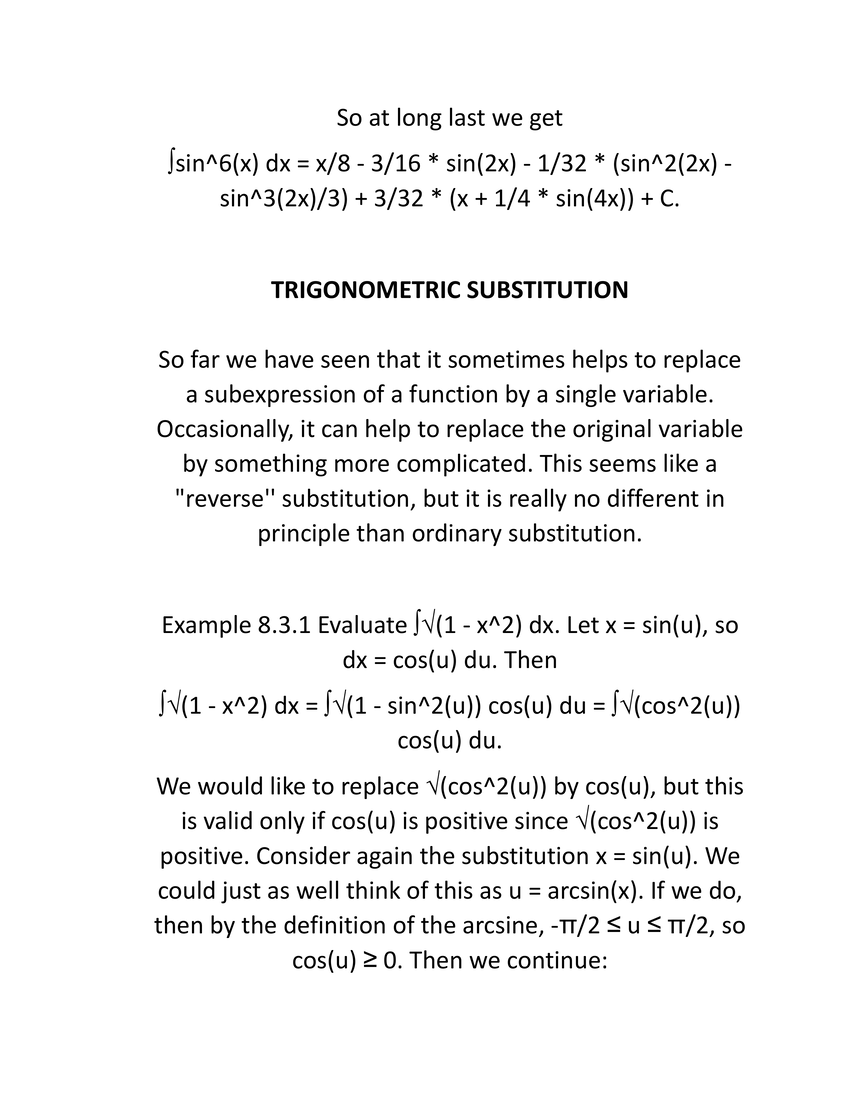 So at long last we get
∫sin^6(x) dx = x/8 - 3/16 * sin(2x) - 1/32 * (sin^2(2x) -
sin^3(2x)/3) + 3/32 * (x + 1/4 * sin(4x)) + C.
TRIGONOMETRIC SUBSTITUTION
So far we have seen that it sometimes helps to replace
a subexpression of a function by a single variable.
Occasionally, it can help to replace the original variable
by something more complicated. This seems like a
"reverse'' substitution, but it is really no different in
principle than ordinary substitution.
Example 8.3.1 Evaluate ∫√(1 - x^2) dx. Let x = sin(u), so
dx = cos(u) du. Then
∫√(1 - x^2) dx = ∫√(1 - sin^2(u)) cos(u) du = ∫√(cos^2(u))
cos(u) du.
We would like to replace √(cos^2(u)) by cos(u), but this
is valid only if cos(u) is positive since √(cos^2(u)) is
positive. Consider again the substitution x = sin(u). We
could just as well think of this as u = arcsin(x). If we do,
then by the definition of the arcsine, -π/2 ≤ u ≤ π/2, so
cos(u) ≥ 0. Then we continue: